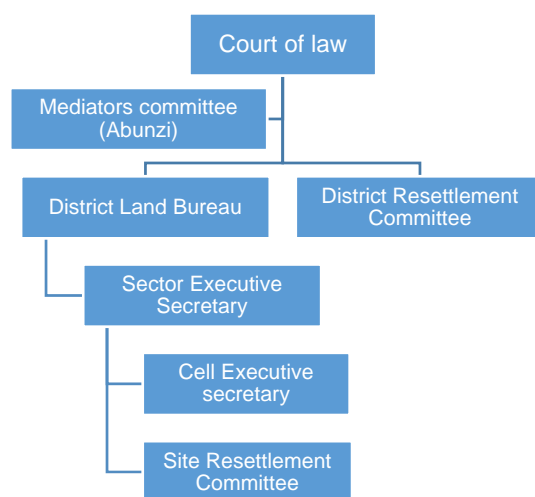 Court of law
Mediators committee
(Abunzi)
District Land Bureau
District Resettlement
Committee
Sector Executive
Secretary
Cell Executive
secretary
Site Resettlement
Committee